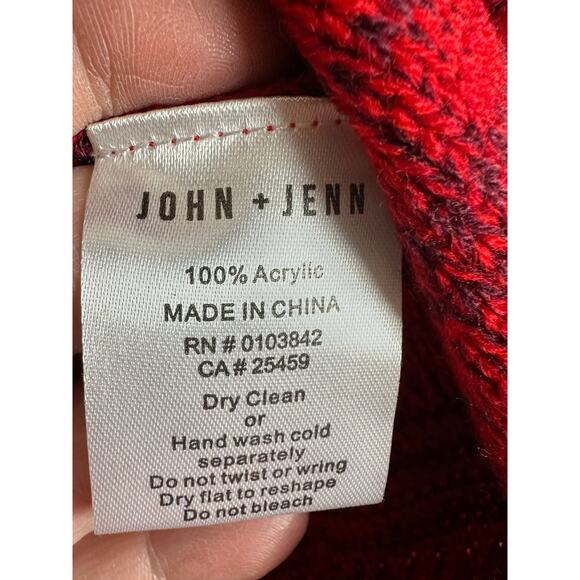 JOHN + JENN
100% Acrylic
MADE IN CHINA
RN # 0103842
CA # 25459
Dry Clean
or
Hand wash cold
separately
Do not twist or wring
Dry flat to reshape
Do not bleach